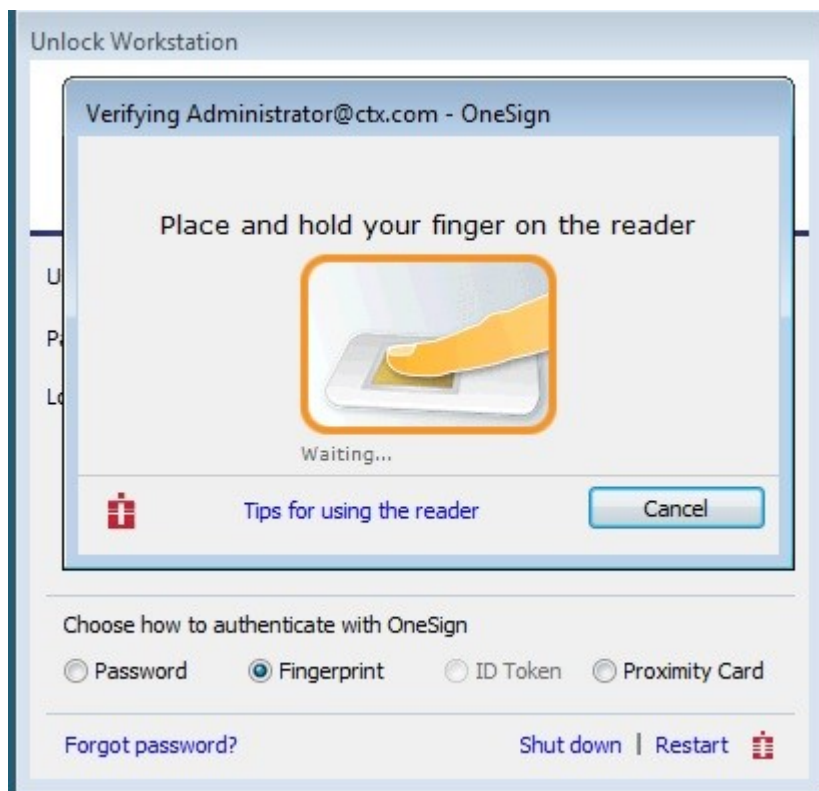 Unlock Workstation
Verifying Administrator@ctx.com - OneSign
Place and hold your finger on the reader
Waiting...
Tips for using the reader
Cancel
Choose how to authenticate with OneSign
Password Fingerprint ID Token Proximity Card
Forgot password? Shut down | Restart